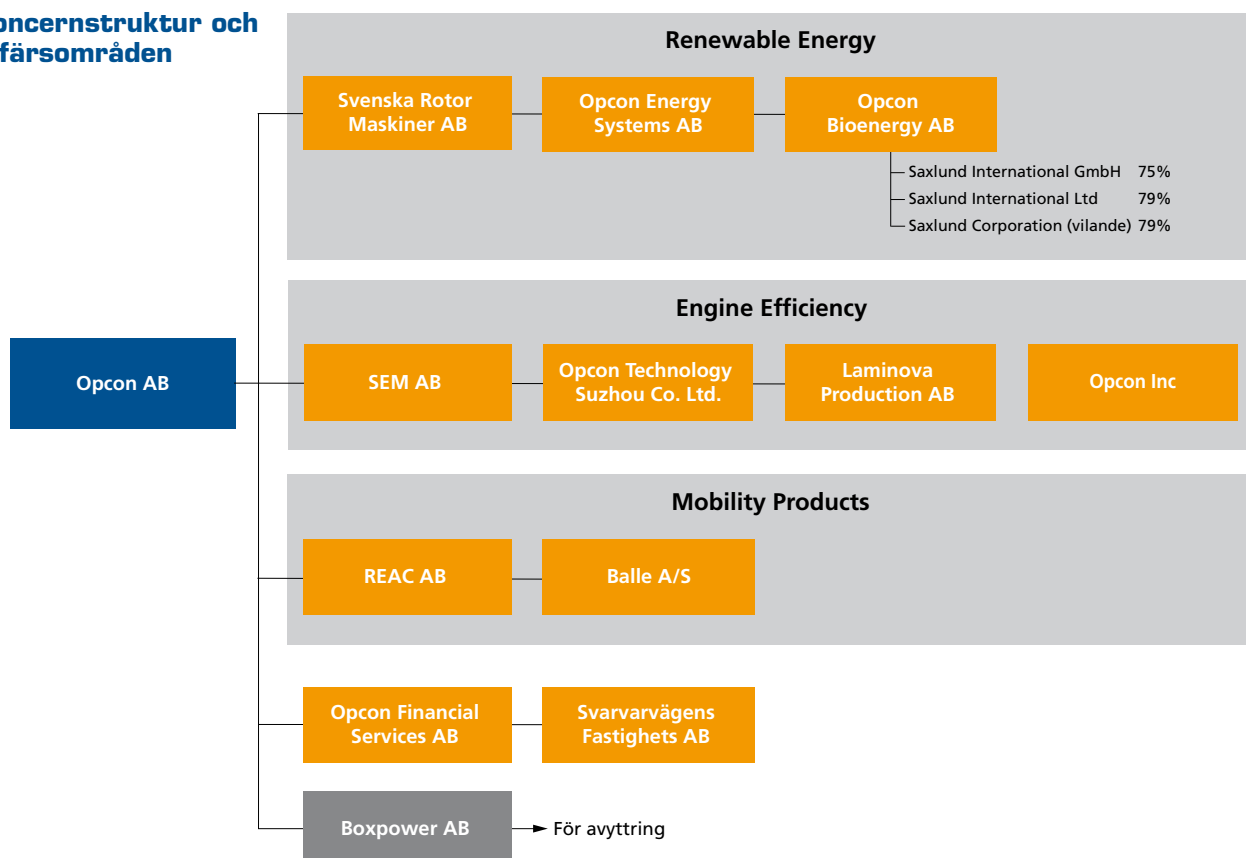 oncernstruktur och
färsområden
Renewable Energy
Svenska Rotor
Maskiner AB
Opcon Energy
Systems AB
Opcon
Bioenergy AB
Saxlund International GmbH 75%
Saxlund International Ltd 79%
Saxlund Corporation (vilande) 79%
Engine Efficiency
Opcon AB
SEM AB
Opcon Technology
Suzhou Co. Ltd.
Laminova
Production AB
Opcon Inc
Mobility Products
REAC AB
Balle A/S
Opcon Financial
Services AB
Svarvarvägens
Fastighets AB
Boxpower AB
För avyttring